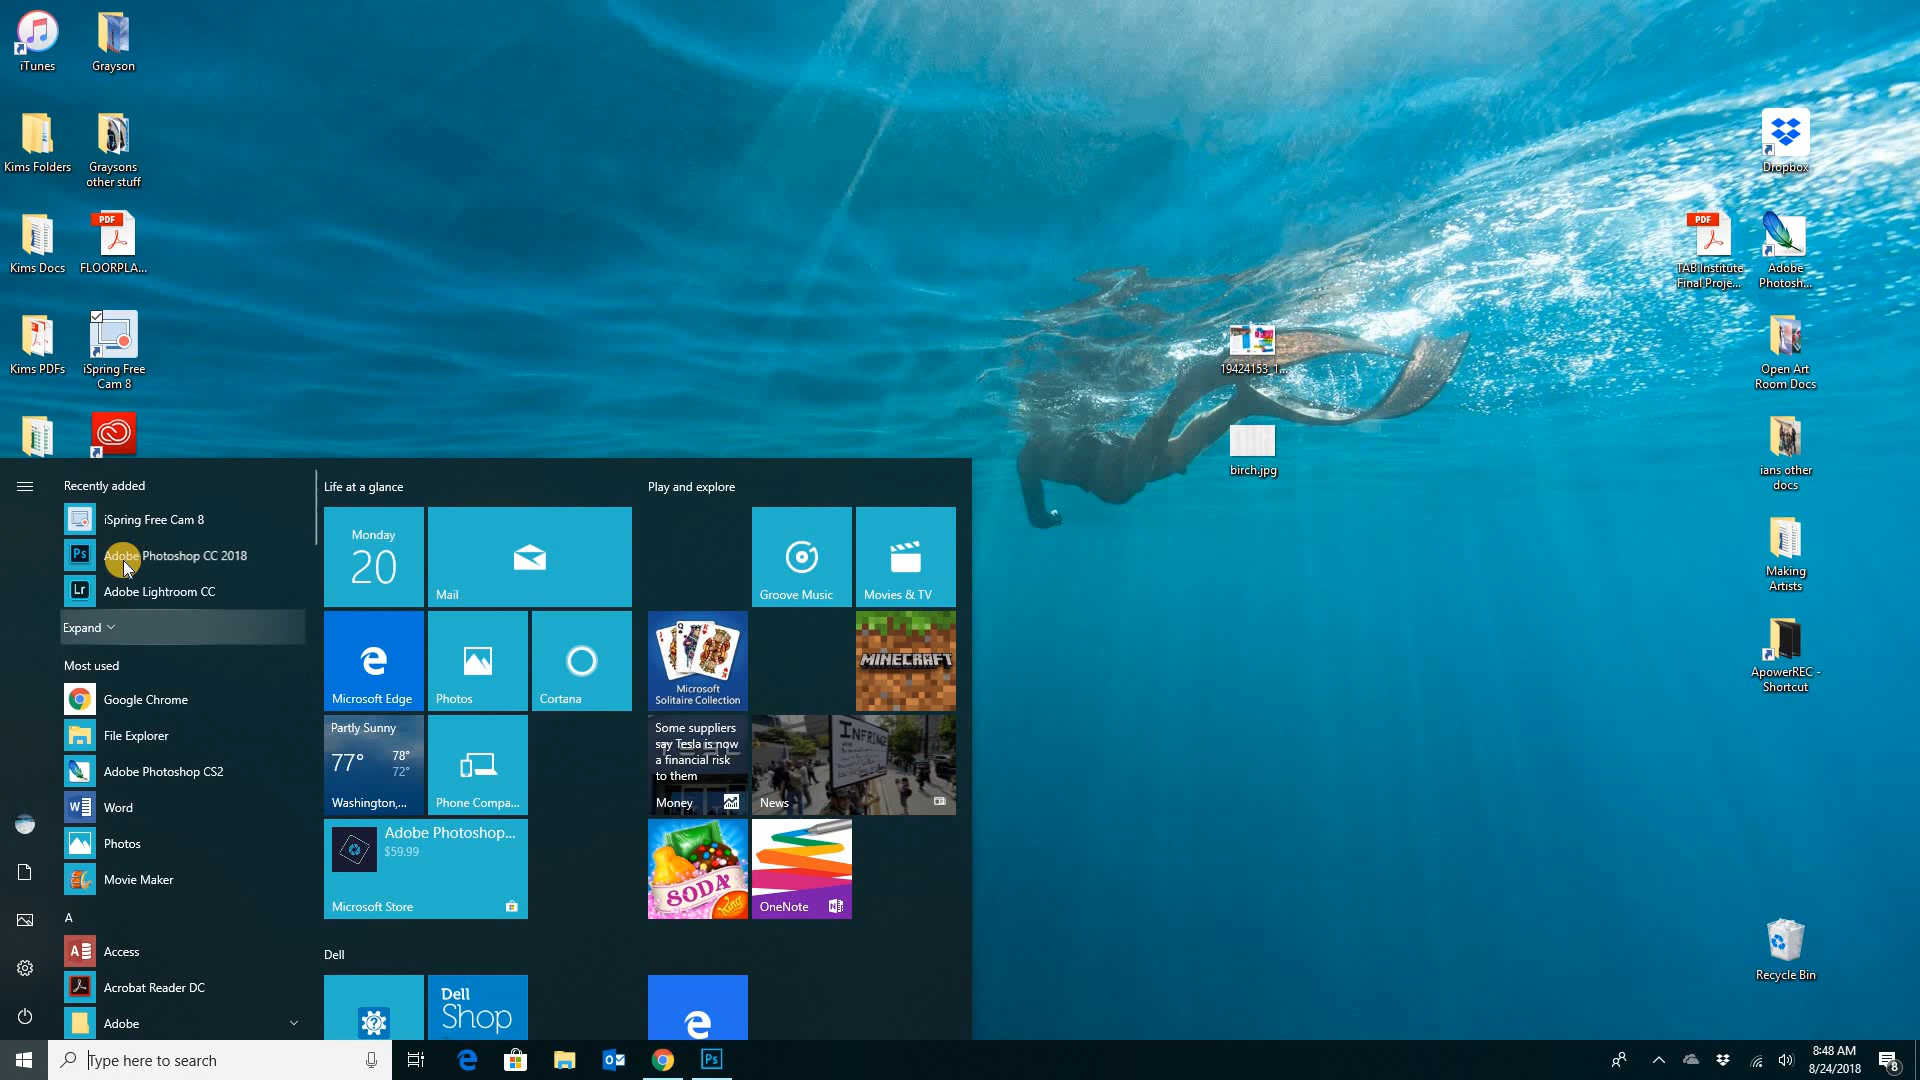 iTunes
Grayson
Kims Folders
Graysons
other stuff
Dropbox
PDF
Kims Docs
FLOORPLA...
PDF
TAB Institute
Final Proje...
Adobe
Photosh...
Kims PDFs
iSpring Free
Cam 8
19424153_1...
Open Art
Room Docs
birch.jpg
ians other
docs
Making
Artists
ApowerREC -
Shortcut
Recycle Bin
Recently added
iSpring Free Cam 8
Ps
Adobe Photoshop CC 2018
Lr
Adobe Lightroom CC
Expand
Most used
Google Chrome
File Explorer
Adobe Photoshop CS2
Word
Photos
Movie Maker
A
Access
Acrobat Reader DC
Adobe
Life at a glance
Monday
20
Mail
Microsoft Edge
Photos
Cortana
Partly Sunny
77°
78°
72°
Washington,...
Phone Compa...
Adobe Photoshop...
$59.99
Microsoft Store
Dell
Dell
Shop
Play and explore
Groove Music
Movies & TV
Microsoft
Solitaire Collection
MINECRAFT
Some suppliers
say Tesla is now
a financial risk
to them
Money
INFRINGE
News
SODA
King
OneNote
Type here to search
Ps
8:48 AM
8/24/2018
8